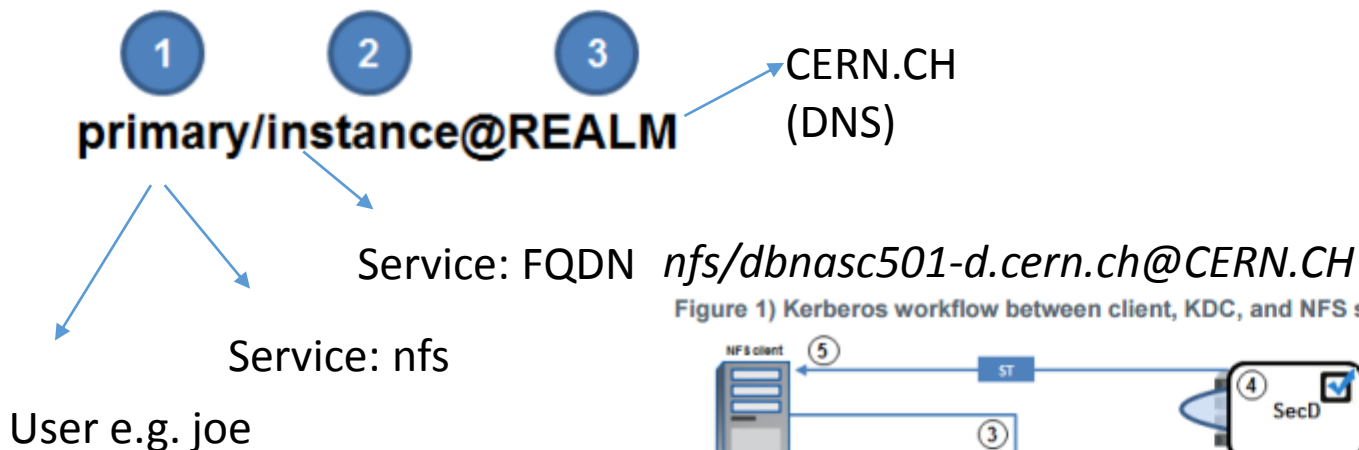 1 2 3
CERN.CH
(DNS)
primary/instance@REALM
Service: FQDN nfs/dbnasc501-d.cern.ch@CERN.CH
Figure 1) Kerberos workflow between client, KDC, and NFS
Service: nfs
NFS client
5
ST
4
SecD
3
User e.g. joe